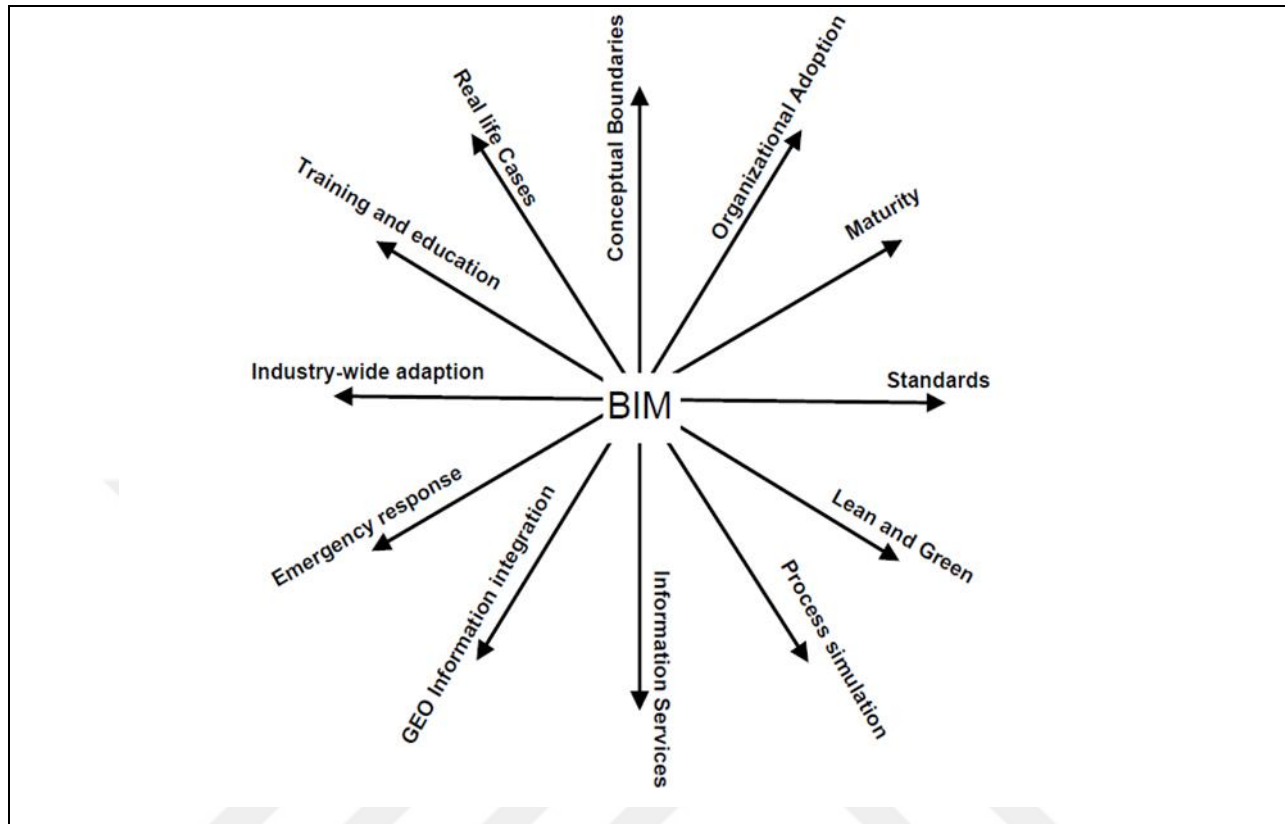 Conceptual Boundaries
Organizational Adoption
Real life Cases
Maturity
Training and education
Industry-wide adaption
Standards
BIM
Emergency response
Lean and Green
GEO Information integration
Process simulation
Information Services